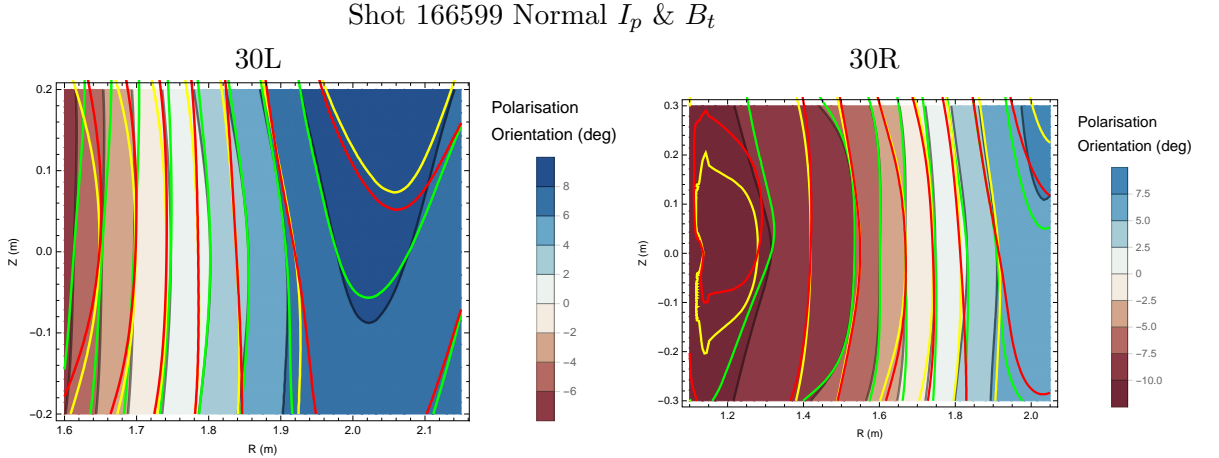 Shot 166599 Normal I_p & B_t
30L
30R
0.2
0.1
0.0
−0.1
−0.2
Z (m)
1.6 1.7 1.8 1.9 2.0 2.1
R (m)
Polarisation
Orientation (deg)
8
6
4
2
0
−2
−4
−6
0.3
0.2
0.1
0.0
−0.1
−0.2
−0.3
Z (m)
1.2 1.4 1.6 1.8 2.0
R (m)
Polarisation
Orientation (deg)
7.5
5.0
2.5
0
−2.5
−5.0
−7.5
−10.0